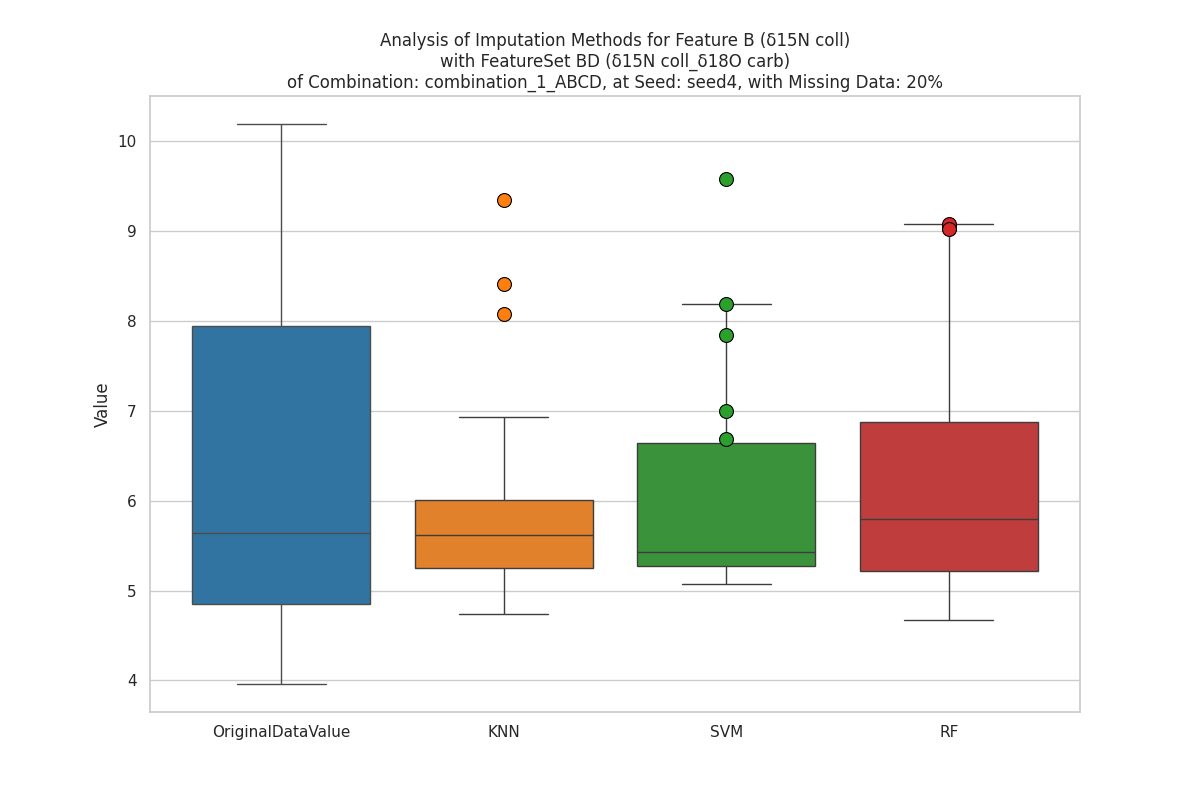 Analysis of Imputation Methods for Feature B (δ15N coll)
with FeatureSet BD (δ15N coll_δ18O carb)
of Combination: combination_1_ABCD, at Seed: seed4, with Missing Data: 20%
10
9
8
7
6
5
4
Value
OriginalDataValue
KNN
SVM
RF